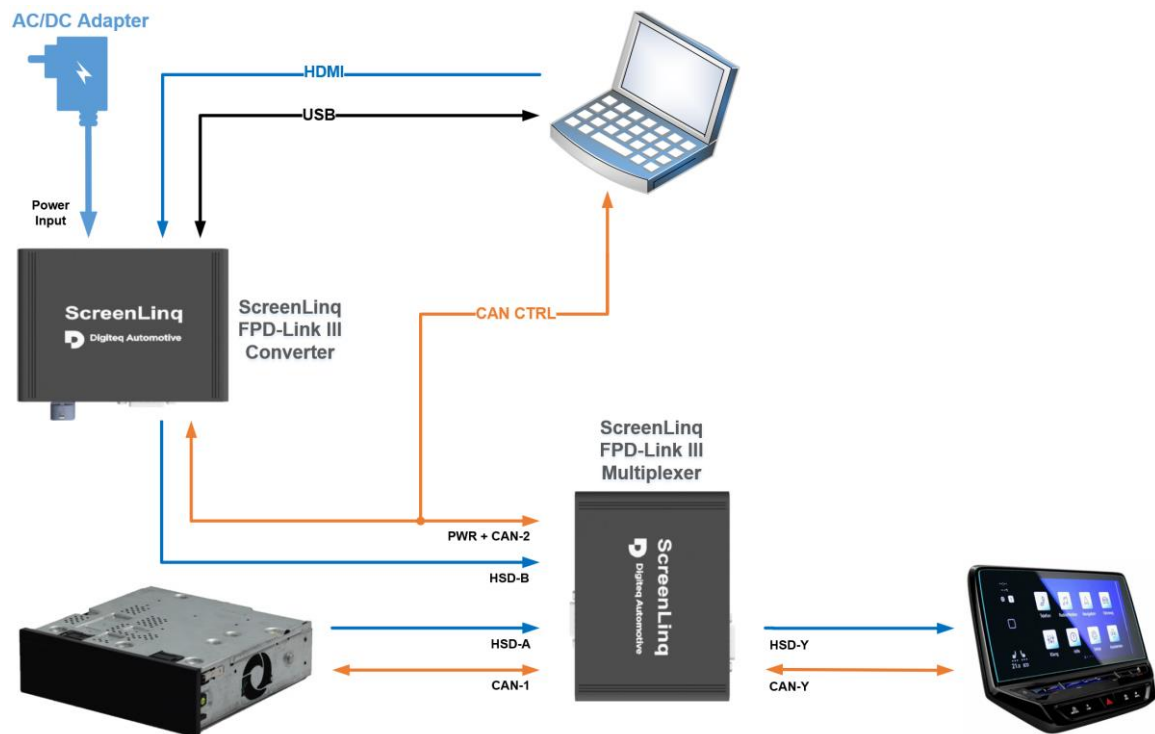 AC/DC Adapter
HDMI
USB
Power
Input
ScreenLinq
Digiteq Automotive
ScreenLinq
FPD-Link III
Converter
CAN CTRL
ScreenLinq
FPD-Link III
Multiplexer
PWR + CAN-2
HSD-B
ScreenLinq
Digiteq Automotive
HSD-A
CAN-1
HSD-Y
CAN-Y